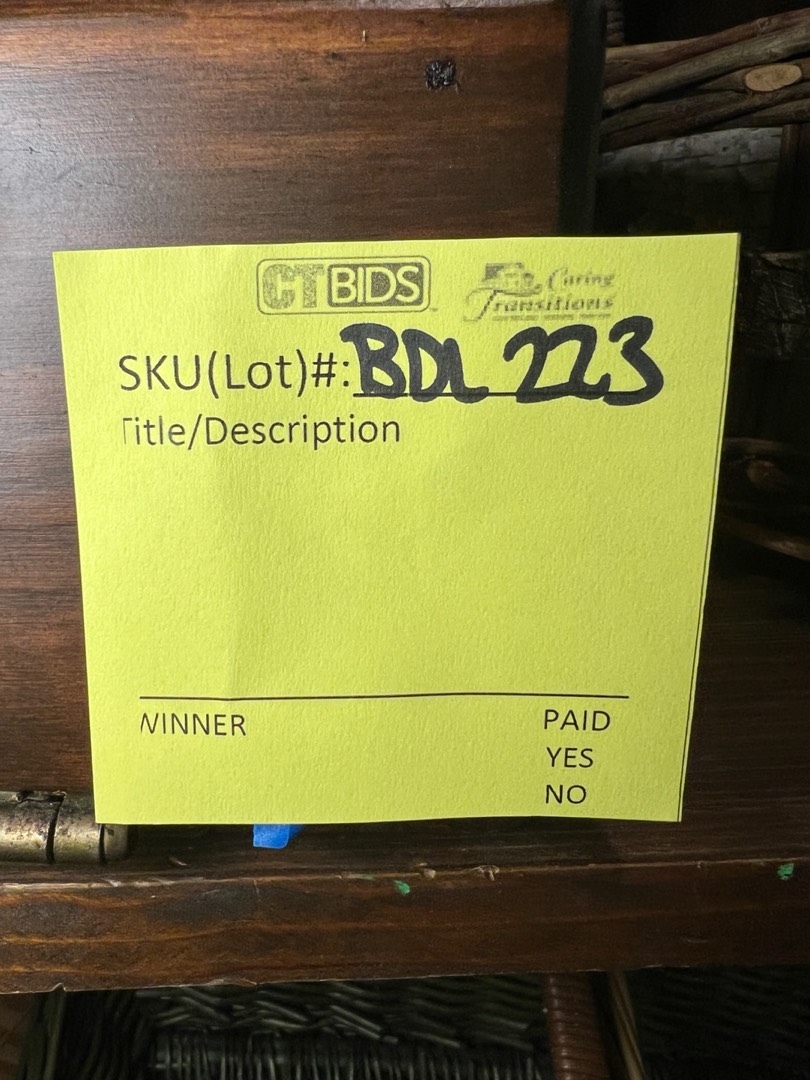 CTBIDS
Caring
Transitions
SKU(Lot)#: BDL 223
Title/Description
WINNER
PAID
YES
NO